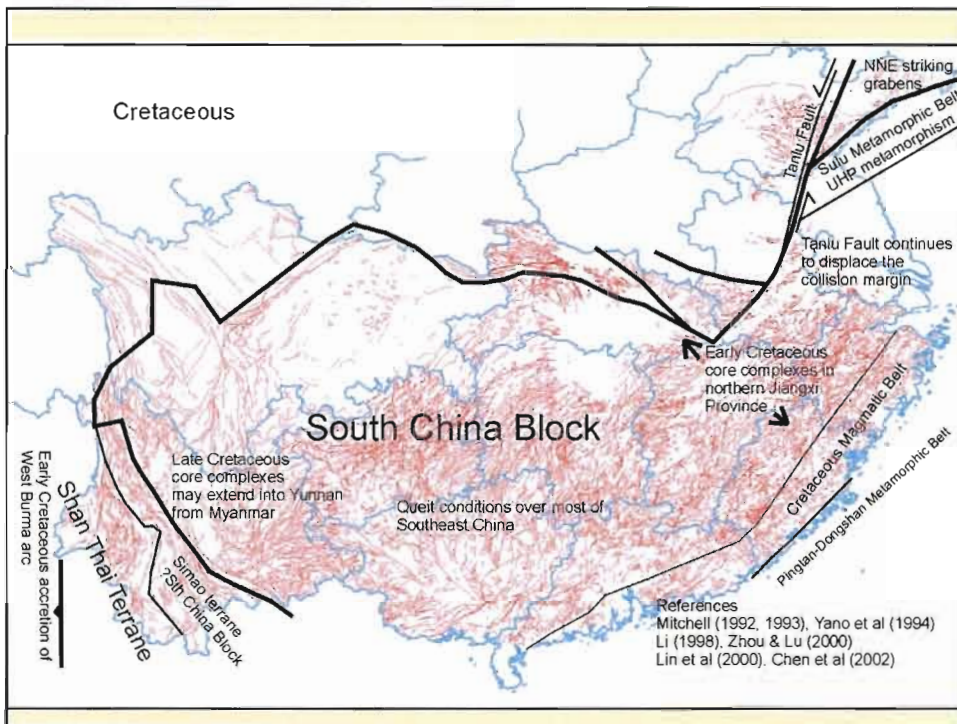 Cretaceous
NNE striking
grabens
Tanlu Fault
Sulu Metamorphic Belt
UHP metamorphism
Tanlu Fault continues
to displace the
collision margin
Early Cretaceous
core complexes in
northern Jiangxi
Province
South China Block
Cretaceous Magmatic Belt
Pingtan-Dongshan Metamorphic Belt
Late Cretaceous
core complexes
may extend into Yunnan
from Myanmar
Queit conditions over most of
Southeast China
Early Cretaceous accretion of
West Burma arc
Shan Thai Terrane
Simao terrane
?Sth China Block
References
Mitchell (1992, 1993), Yano et al (1994)
Li (1998), Zhou & Lu (2000)
Lin et al (2000). Chen et al (2002)